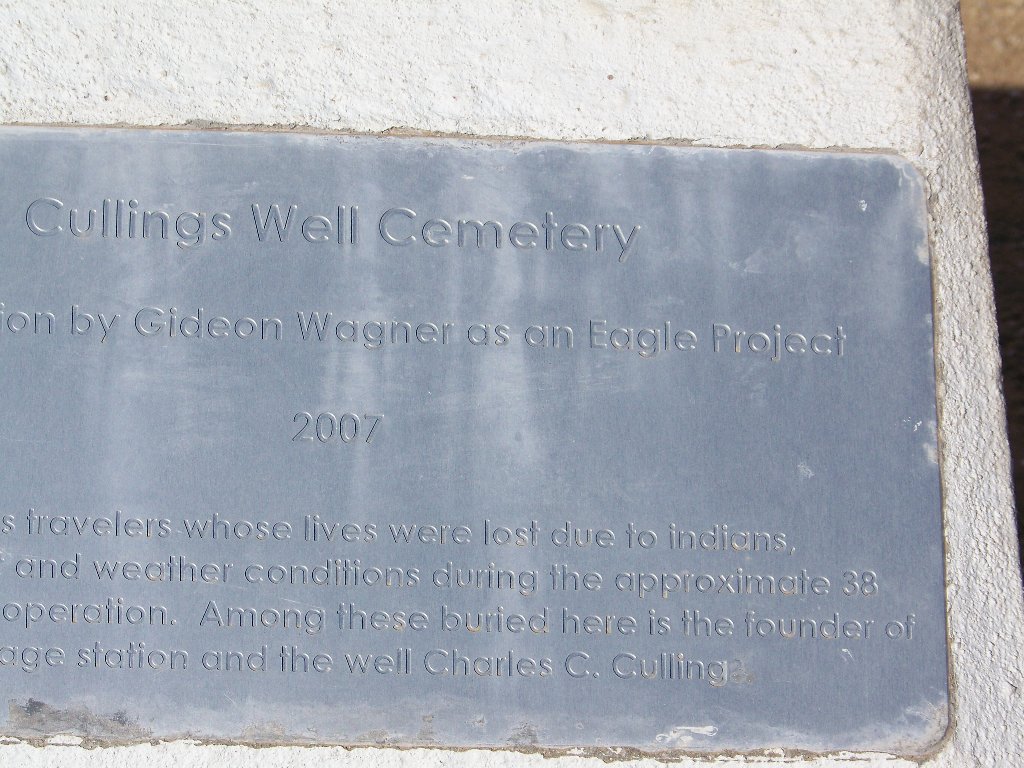 Cullings Well Cemetery
ion by Gideon Wagner as an Eagle Project
2007
s travelers whose lives were lost due to indians,
and weather conditions during the approximate 38
operation. Among these buried here is the founder of
age station and the well Charles C. Culling